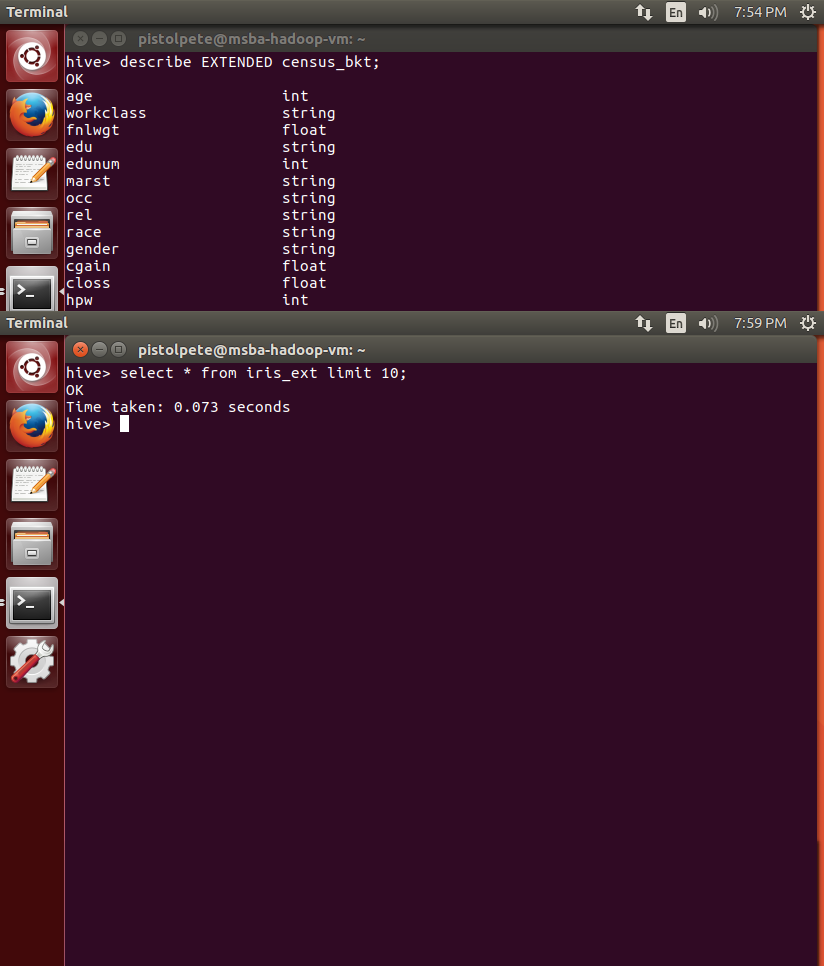 Terminal
En
7:54 PM
pistolpete@msba-hadoop-vm: ~
hive> describe EXTENDED census_bkt;
OK
age int
workclass string
fnlwgt float
edu string
edunum int
marst string
occ string
rel string
race string
gender string
cgain float
closs float
hpw int
Terminal
En
7:59 PM
pistolpete@msba-hadoop-vm: ~
hive> select * from iris_ext limit 10;
OK
Time taken: 0.073 seconds
hive>